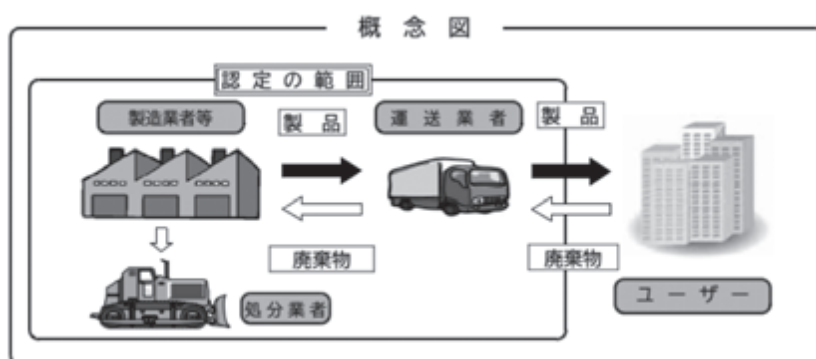 概念図
認定の範囲
製造業者等
製品
運送業者
製品
廃棄物
廃棄物
処分業者
ユーザー